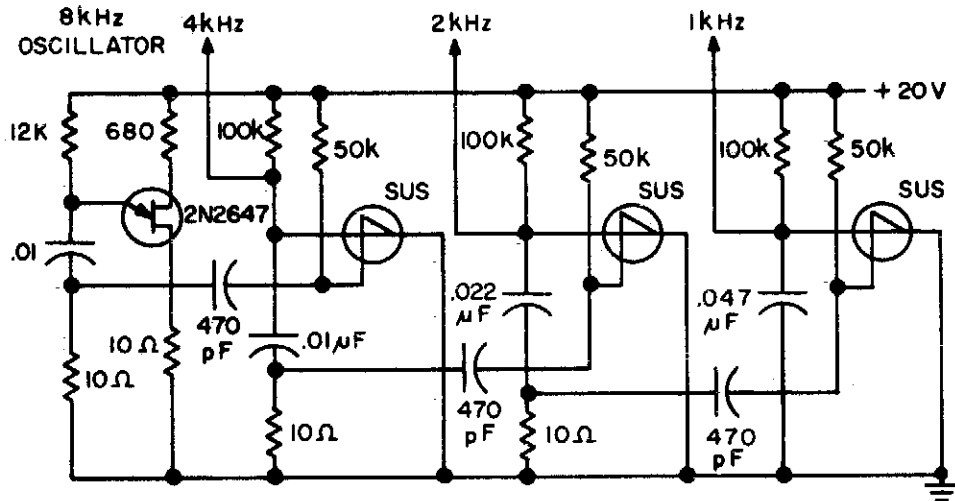 8kHz
OSCILLATOR
4kHz
2kHz
1kHz
+ 20V
12K
680
100k
50k
100k
50k
100k
50k
SUS
SUS
SUS
2N2647
.01
470
pF
.01µF
.022
µF
.047
µF
10Ω
10Ω
10Ω
470
pF
10Ω
470
pF